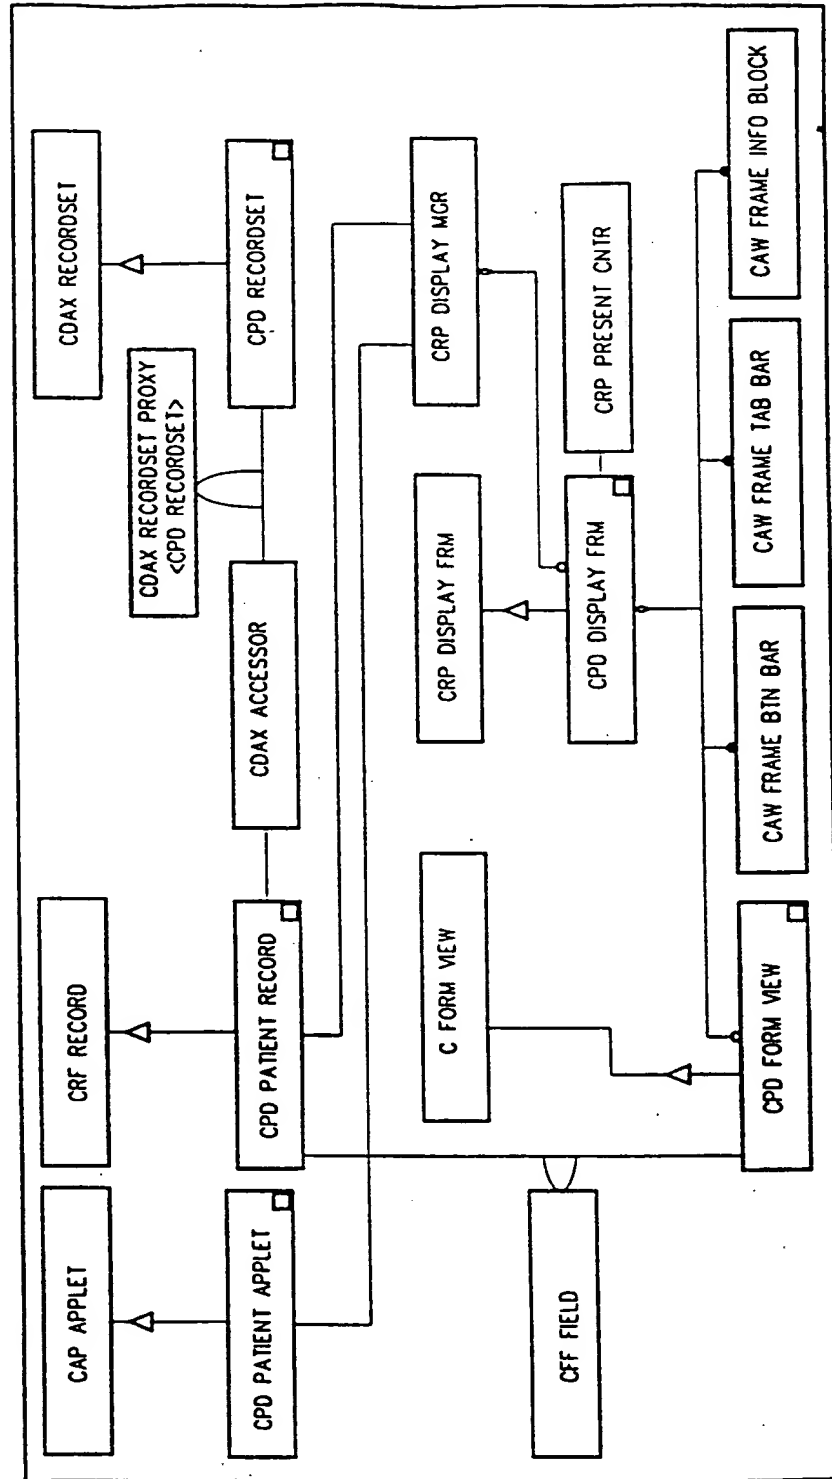 CAP APPLET
CRF RECORD
CDAX RECORDSET
CDAX RECORDSET PROXY
<CPD RECORDSET>
CPD PATIENT APPLET
CPD PATIENT RECORD
CDAX ACCESSOR
CPD RECORDSET
C FORM VIEW
CRP DISPLAY FRM
CRP DISPLAY MGR
CFF FIELD
CPD DISPLAY FRM
CRP PRESENT CNTR
CPD FORM VIEW
CAW FRAME BTN BAR
CAW FRAME TAB BAR
CAW FRAME INFO BLOCK